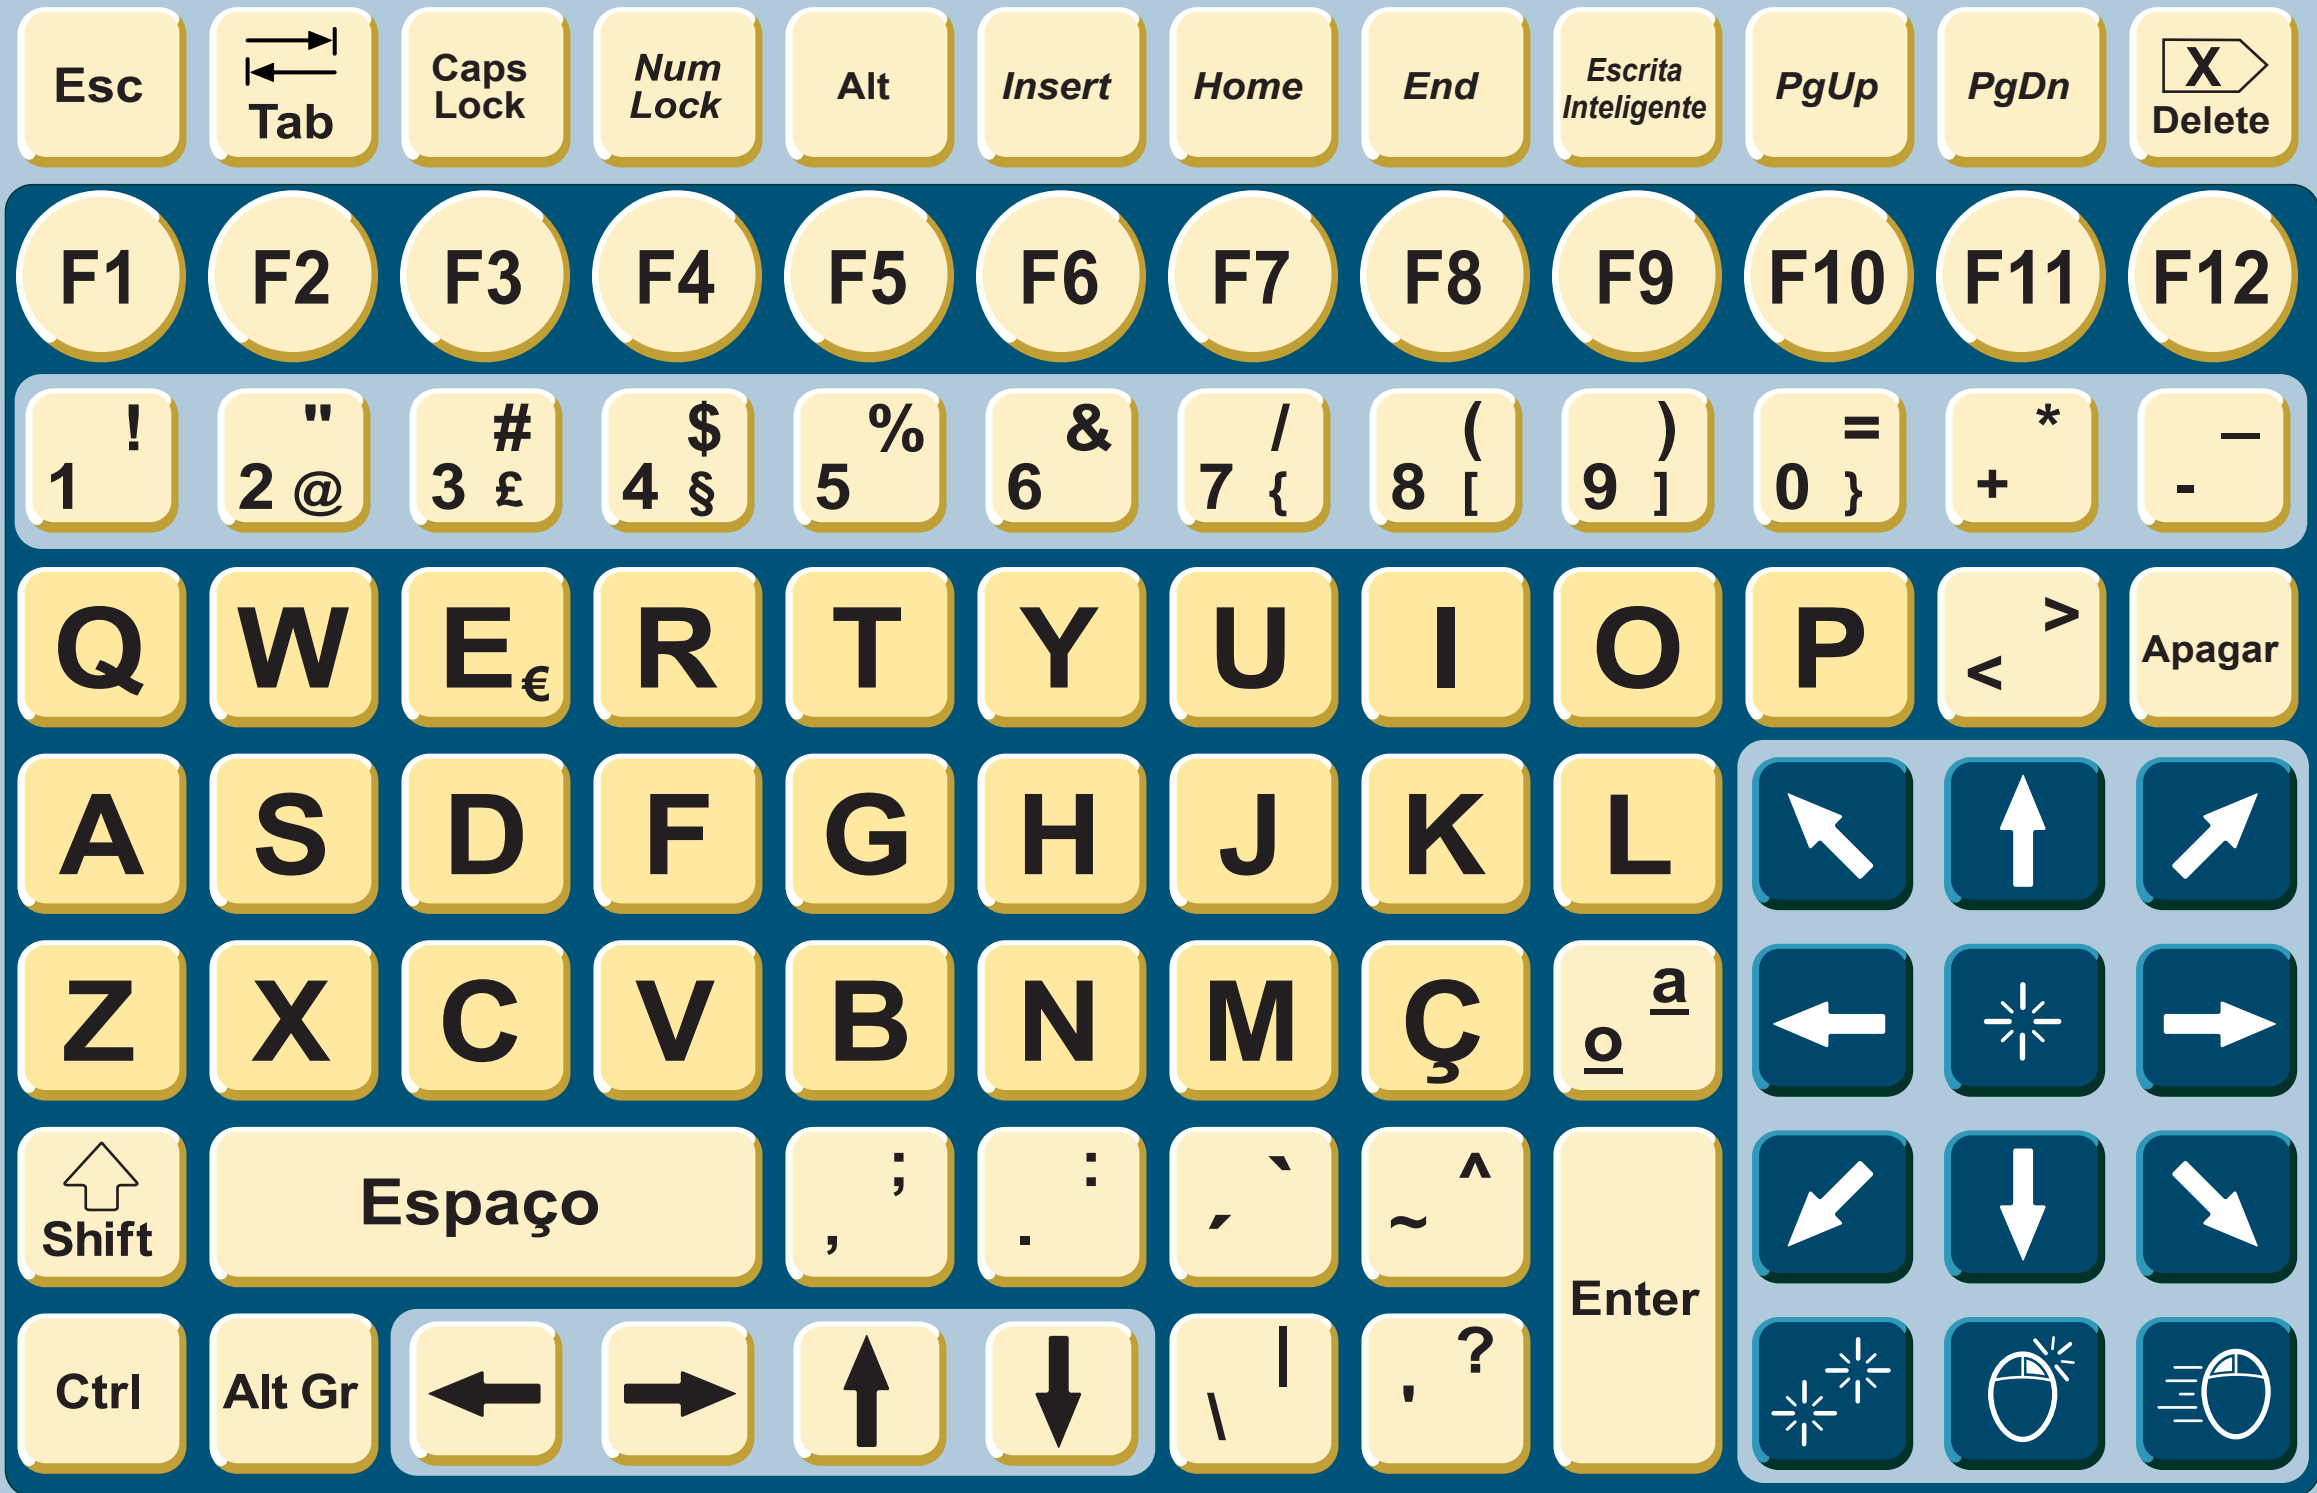 Esc Tab Caps Lock Num Lock Alt Insert Home End Escrita Inteligente PgUp PgDn X Delete
F1 F2 F3 F4 F5 F6 F7 F8 F9 F10 F11 F12
! 1 " 2 @ # 3 £ $ 4 § % 5 & 6 / 7 { ( 8 [ ) 9 ] = 0 } * + _ -
Q W E € R T Y U I O P > < Apagar
A S D F G H J K L
Z X C V B N M Ç ª º
Shift Espaço ; , : . ` ´ ^ ~ Enter
Ctrl Alt Gr | \ ? '